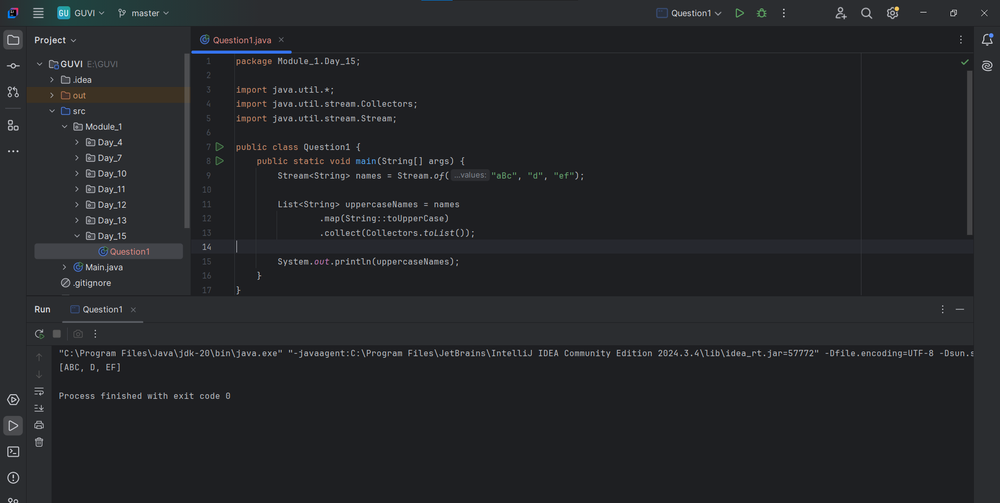 GU GUVI master Question1
Project
Question1.java
GUVI E:\GUVI
.idea
out
src
Module_1
Day_4
Day_7
Day_10
Day_11
Day_12
Day_13
Day_15
Question1
Main.java
.gitignore
1 package Module_1.Day_15;
2
3 import java.util.*;
4 import java.util.stream.Collectors;
5 import java.util.stream.Stream;
6
7 public class Question1 {
8 public static void main(String[] args) {
9 Stream<String> names = Stream.of( ...values: "aBc", "d", "ef");
10
11 List<String> uppercaseNames = names
12 .map(String::toUpperCase)
13 .collect(Collectors.toList());
14
15 System.out.println(uppercaseNames);
16 }
17 }
Run Question1
"C:\Program Files\Java\jdk-20\bin\java.exe" "-javaagent:C:\Program Files\JetBrains\IntelliJ IDEA Community Edition 2024.3.4\lib\idea_rt.jar=57772" -Dfile.encoding=UTF-8 -Dsun.s
[ABC, D, EF]
Process finished with exit code 0